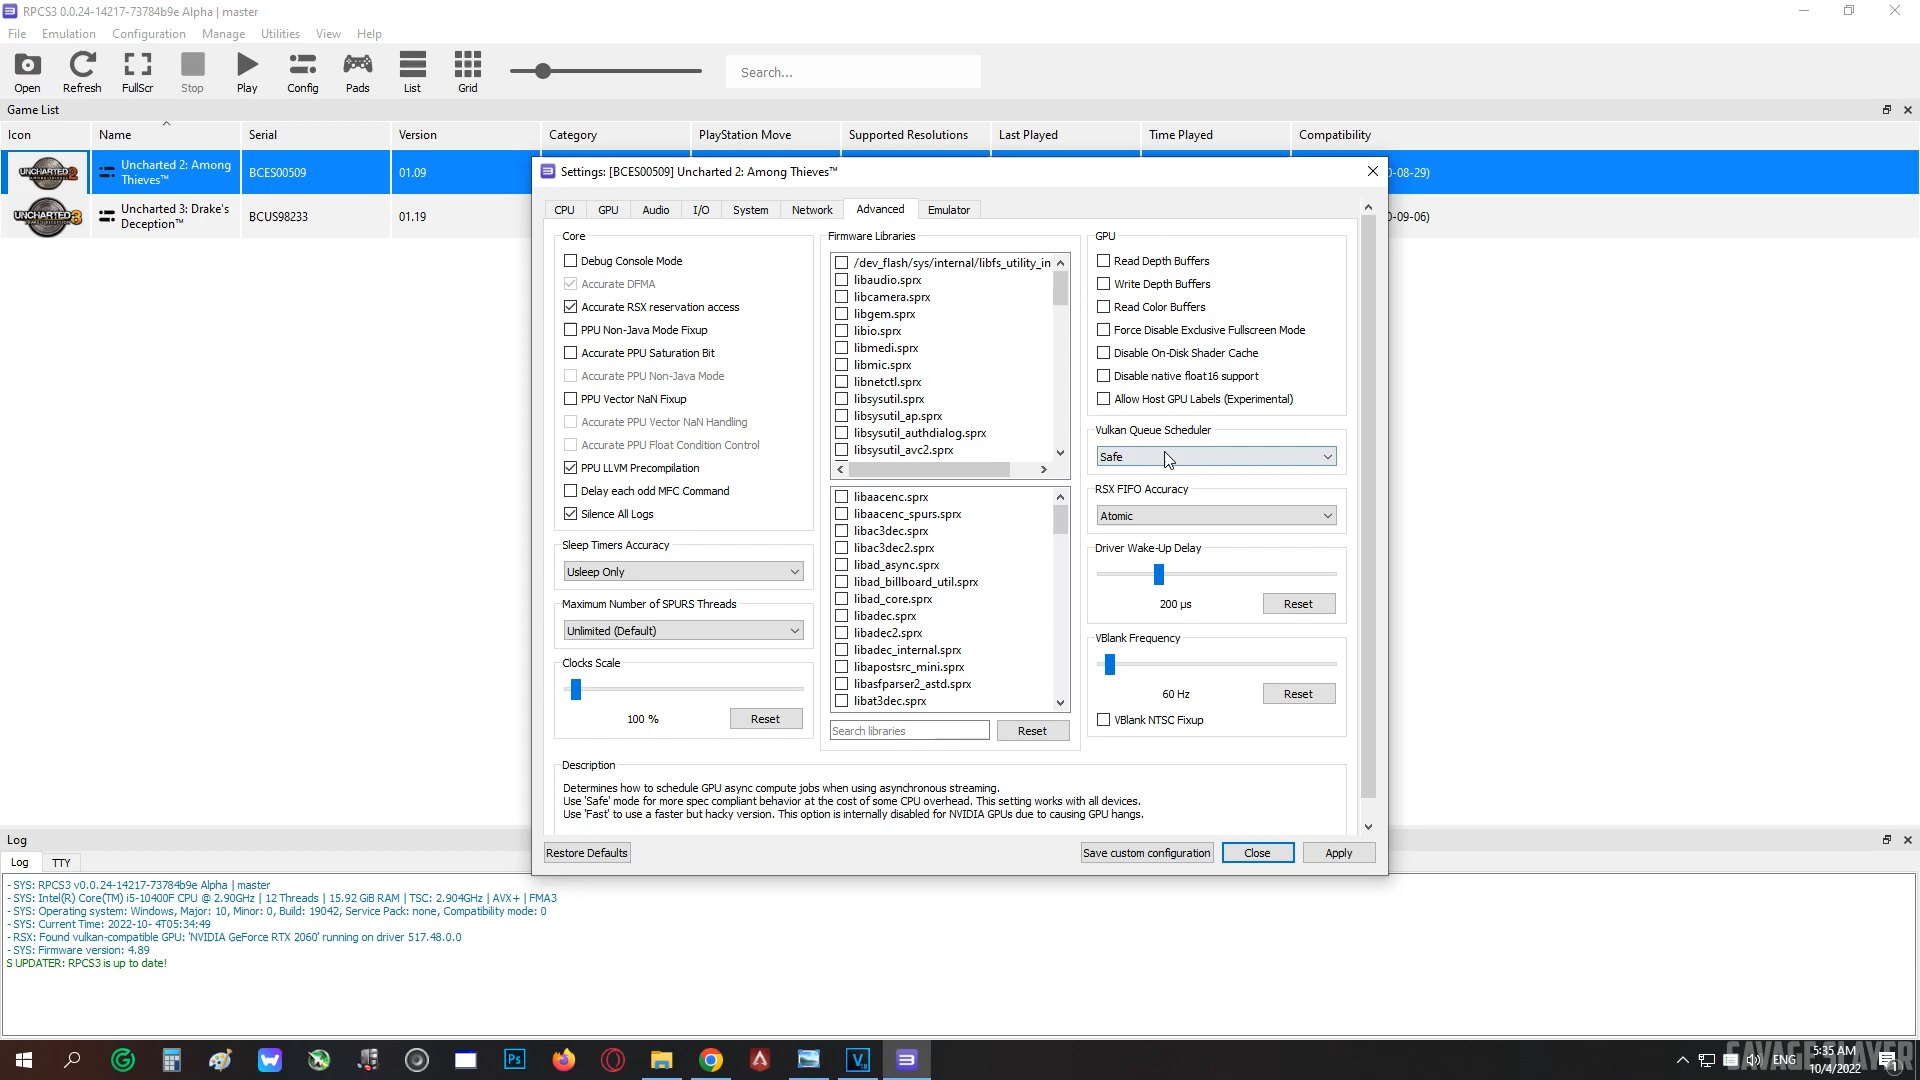 RPCS3 0.0.24-14217-73784b9e Alpha | master
File Emulation Configuration Manage Utilities View Help
Open Refresh FullScr Stop Play Config Pads List Grid Search...
Game List
Icon Name Serial Version Category PlayStation Move Supported Resolutions Last Played Time Played Compatibility
UNCHARTED 2 Uncharted 2: Among Thieves™ BCES00509 01.09 0-08-29)
UNCHARTED 3 Uncharted 3: Drake's Deception™ BCUS98233 01.19 0-09-06)
Settings: [BCES00509] Uncharted 2: Among Thieves™
CPU GPU Audio I/O System Network Advanced Emulator
Core
Debug Console Mode
Accurate DFMA
Accurate RSX reservation access
PPU Non-Java Mode Fixup
Accurate PPU Saturation Bit
Accurate PPU Non-Java Mode
PPU Vector NaN Fixup
Accurate PPU Vector NaN Handling
Accurate PPU Float Condition Control
PPU LLVM Precompilation
Delay each odd MFC Command
Silence All Logs
Sleep Timers Accuracy
Usleep Only
Maximum Number of SPURS Threads
Unlimited (Default)
Clocks Scale
100 % Reset
Firmware Libraries
/dev_flash/sys/internal/libfs_utility_in
libaudio.sprx
libcamera.sprx
libgem.sprx
libio.sprx
libmedi.sprx
libmic.sprx
libnetctl.sprx
libsysutil.sprx
libsysutil_ap.sprx
libsysutil_authdialog.sprx
libsysutil_avc2.sprx
libaacenc.sprx
libaacenc_spurs.sprx
libac3dec.sprx
libac3dec2.sprx
libad_async.sprx
libad_billboard_util.sprx
libad_core.sprx
libadec.sprx
libadec2.sprx
libadec_internal.sprx
libapostsrc_mini.sprx
libasfparser2_astd.sprx
libat3dec.sprx
Search libraries Reset
GPU
Read Depth Buffers
Write Depth Buffers
Read Color Buffers
Force Disable Exclusive Fullscreen Mode
Disable On-Disk Shader Cache
Disable native float16 support
Allow Host GPU Labels (Experimental)
Vulkan Queue Scheduler
Safe
RSX FIFO Accuracy
Atomic
Driver Wake-Up Delay
200 µs Reset
VBlank Frequency
60 Hz Reset
VBlank NTSC Fixup
Description
Determines how to schedule GPU async compute jobs when using asynchronous streaming.
Use 'Safe' mode for more spec compliant behavior at the cost of some CPU overhead. This setting works with all devices.
Use 'Fast' to use a faster but hacky version. This option is internally disabled for NVIDIA GPUs due to causing GPU hangs.
Restore Defaults Save custom configuration Close Apply
Log
Log TTY
- SYS: RPCS3 v0.0.24-14217-73784b9e Alpha | master
- SYS: Intel(R) Core(TM) i5-10400F CPU @ 2.90GHz | 12 Threads | 15.92 GiB RAM | TSC: 2.904GHz | AVX+ | FMA3
- SYS: Operating system: Windows, Major: 10, Minor: 0, Build: 19042, Service Pack: none, Compatibility mode: 0
- SYS: Current Time: 2022-10- 4T05:34:49
- RSX: Found vulkan-compatible GPU: 'NVIDIA GeForce RTX 2060' running on driver 517.48.0.0
- SYS: Firmware version: 4.89
S UPDATER: RPCS3 is up to date!
Ps
ENG 5:35 AM
10/4/2022
SAVAGESLAYER